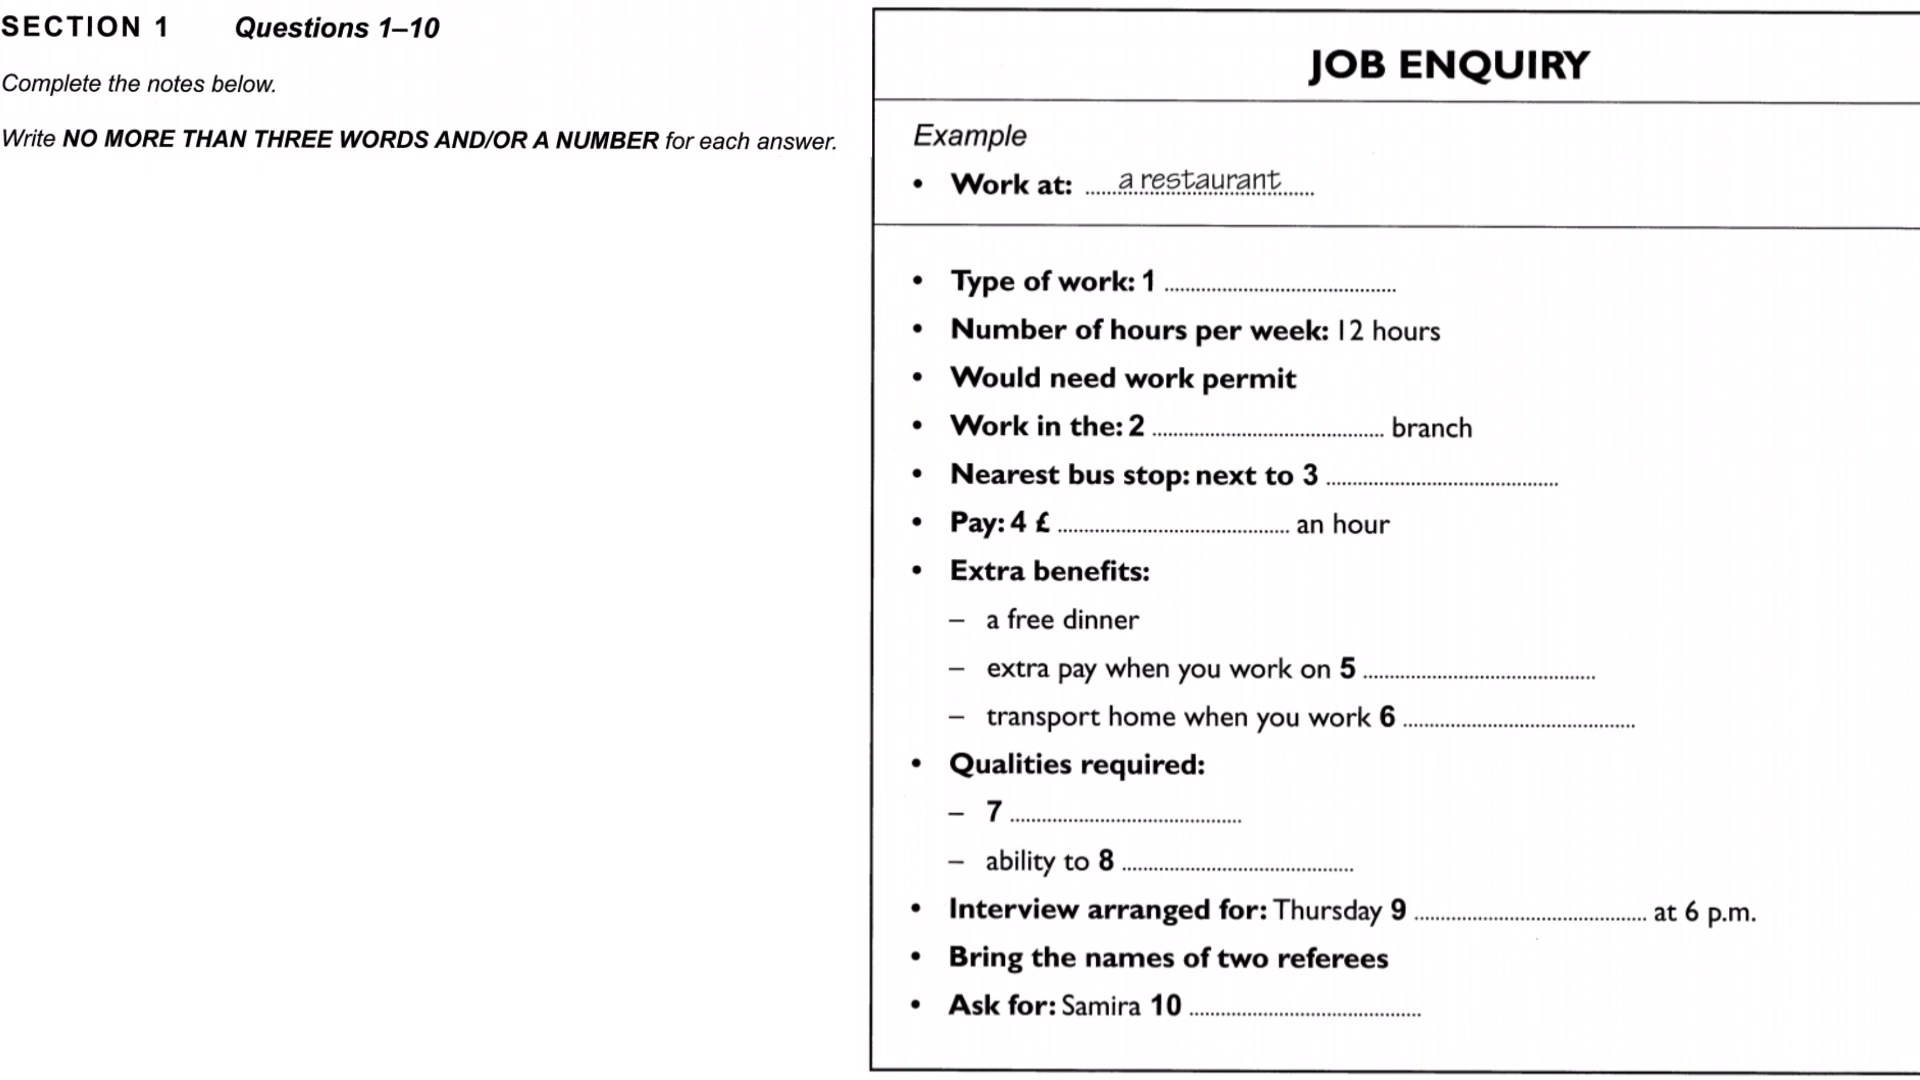 SECTION 1 Questions 1–10
Complete the notes below.
Write NO MORE THAN THREE WORDS AND/OR A NUMBER for each answer.
JOB ENQUIRY
Example
• Work at: ......a restaurant......
• Type of work: 1 ..............................
• Number of hours per week: 12 hours
• Would need work permit
• Work in the: 2 .............................. branch
• Nearest bus stop: next to 3 ..............................
• Pay: 4 £ .............................. an hour
• Extra benefits:
– a free dinner
– extra pay when you work on 5 ..............................
– transport home when you work 6 ..............................
• Qualities required:
– 7 ..............................
– ability to 8 ..............................
• Interview arranged for: Thursday 9 .............................. at 6 p.m.
• Bring the names of two referees
• Ask for: Samira 10 ..............................